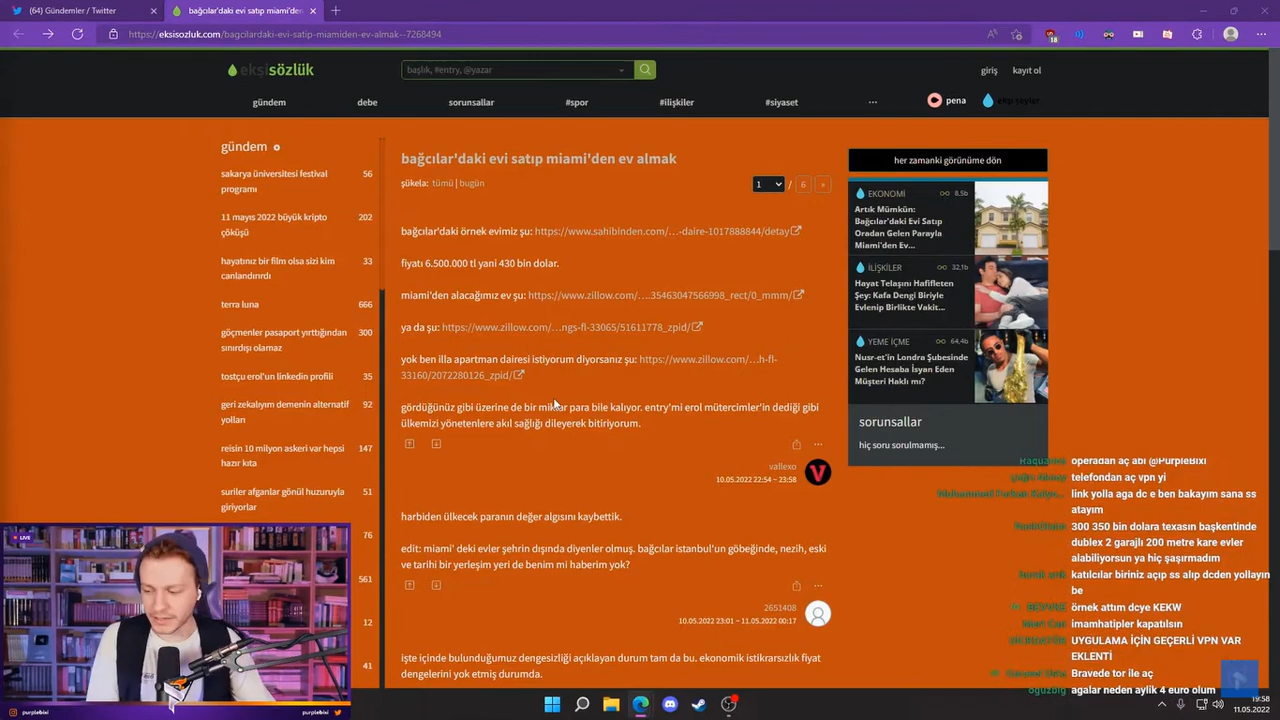 (64) Gündemler / Twitter
bağcılar'daki evi satıp miami'den
https://eksisozluk.com/bagcilardaki-evi-satip-miamiden-ev-almak--7268494
18
ekşisözlük
başlık, #entry, @yazar
giriş
kayıt ol
gündem
debe
sorunsallar
#spor
#ilişkiler
#siyaset
...
pena
ekşi şeyler
gündem
sakarya üniversitesi festival
programı
56
11 mayıs 2022 büyük kripto
çöküşü
202
hayatınız bir film olsa sizi kim
canlandırırdı
33
terra luna
666
göçmenler pasaport yırttığından
sınırdışı olamaz
300
tostçu erol'un linkedin profili
35
geri zekalıyım demenin alternatif
yolları
92
reisin 10 milyon askeri var hepsi
hazır kıta
147
suriler afganlar gönül huzuruyla
giriyorlar
51
76
561
12
41
bağcılar'daki evi satıp miami'den ev almak
şükela: tümü | bugün
1 / 6 »
bağcılar'daki örnek evimiz şu: https://www.sahibinden.com/...-daire-1017888844/detay
fiyatı 6.500.000 tl yani 430 bin dolar.
miami'den alacağımız ev şu: https://www.zillow.com/....35463047566998_rect/0_mmm/
ya da şu: https://www.zillow.com/...ngs-fl-33065/51611778_zpid/
yok ben illa apartman dairesi istiyorum diyorsanız şu: https://www.zillow.com/...h-fl-
33160/2072280126_zpid/
gördüğünüz gibi üzerine de bir miktar para bile kalıyor. entry'mi erol mütercimler'in dediği gibi
ülkemizi yönetenlere akıl sağlığı dileyerek bitiriyorum.
vallexo
10.05.2022 22:54 ~ 23:58
V
harbiden ülkecek paranın değer algısını kaybettik.
edit: miami' deki evler şehrin dışında diyenler olmuş. bağcılar istanbul'un göbeğinde, nezih, eski
ve tarihi bir yerleşim yeri de benim mi haberim yok?
2651408
10.05.2022 23:01 ~ 11.05.2022 00:17
işte içinde bulunduğumuz dengesizliği açıklayan durum tam da bu. ekonomik istikrarsızlık fiyat
dengelerini yok etmiş durumda.
her zamanki görünüme dön
EKONOMİ
8,5b
Artık Mümkün:
Bağcılar'daki Evi Satıp
Oradan Gelen Parayla
Miami'den Ev...
İLİŞKİLER
32,1b
Hayat Telaşını Hafifleten
Şey: Kafa Dengi Biriyle
Evlenip Birlikte Vakit...
YEME İÇME
64,4b
Nusr-et'in Londra Şubesinde
Gelen Hesaba İsyan Eden
Müşteri Haklı mı?
sorunsallar
hiç soru sorulmamış...
operadan aç abi @PurpleBixi
telefondan aç vpn yi
link yolla aga dc e ben bakayım sana ss
atayım
300 350 bin dolara texasın başkentinde
dublex 2 garajlı 200 metre kare evler
alabiliyorsun ya hiç şaşırmadım
katılcılar biriniz açıp ss alıp dcden yollayın
be
örnek attım dcye KEKW
imamhatipler kapatılsın
UYGULAMA İÇİN GEÇERLİ VPN VAR
EKLENTİ
Bravede tor ile aç
oguzbig agalar neden aylik 4 euro olum
LIVE
purplebixi
purplebixi
19:58
11.05.2022